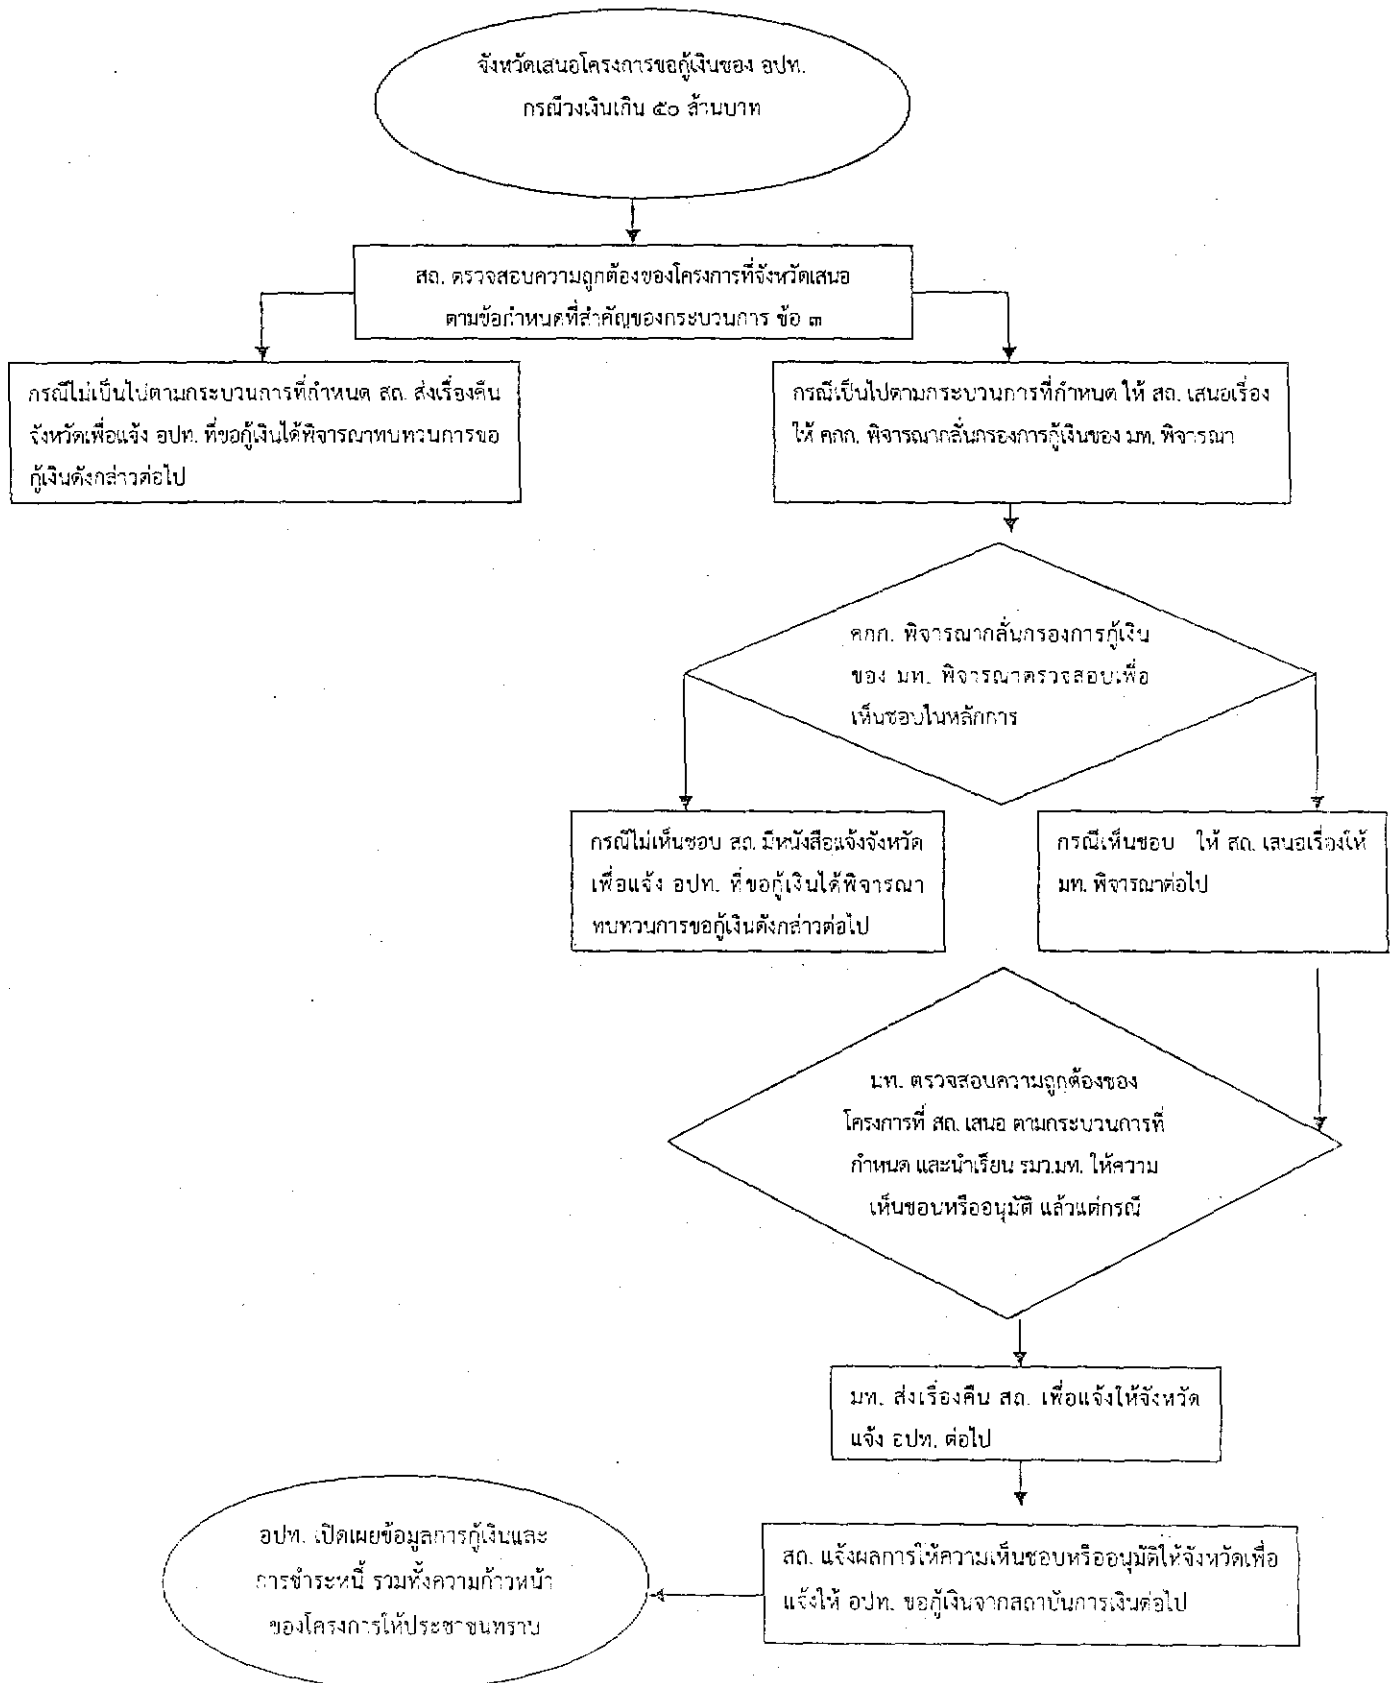 จังหวัดเสนอโครงการขอกู้เงินของ อปท.
กรณีวงเงินเกิน ๕๐ ล้านบาท
สถ. ตรวจสอบความถูกต้องของโครงการที่จังหวัดเสนอ
ตามข้อกำหนดที่สำคัญของกระบวนการ ข้อ ๓
กรณีไม่เป็นไปตามกระบวนการที่กำหนด สถ. ส่งเรื่องคืน
จังหวัดเพื่อแจ้ง อปท. ที่ขอกู้เงินได้พิจารณาทบทวนการขอ
กู้เงินดังกล่าวต่อไป
กรณีเป็นไปตามกระบวนการที่กำหนด ให้ สถ. เสนอเรื่อง
ให้ คกก. พิจารณากลั่นกรองการกู้เงินของ มท. พิจารณา
คกก. พิจารณากลั่นกรองการกู้เงิน
ของ มท. พิจารณาตรวจสอบเพื่อ
เห็นชอบในหลักการ
กรณีไม่เห็นชอบ สถ. มีหนังสือแจ้งจังหวัด
เพื่อแจ้ง อปท. ที่ขอกู้เงินได้พิจารณา
ทบทวนการขอกู้เงินดังกล่าวต่อไป
กรณีเห็นชอบ ให้ สถ. เสนอเรื่องให้
มท. พิจารณาต่อไป
มท. ตรวจสอบความถูกต้องของ
โครงการที่ สถ. เสนอ ตามกระบวนการที่
กำหนด และนำเรียน รมว.มท. ให้ความ
เห็นชอบหรืออนุมัติ แล้วแต่กรณี
มท. ส่งเรื่องคืน สถ. เพื่อแจ้งให้จังหวัด
แจ้ง อปท. ต่อไป
สถ. แจ้งผลการให้ความเห็นชอบหรืออนุมัติให้จังหวัดเพื่อ
แจ้งให้ อปท. ขอกู้เงินจากสถาบันการเงินต่อไป
อปท. เปิดเผยข้อมูลการกู้เงินและ
การชำระหนี้ รวมทั้งความก้าวหน้า
ของโครงการให้ประชาชนทราบ